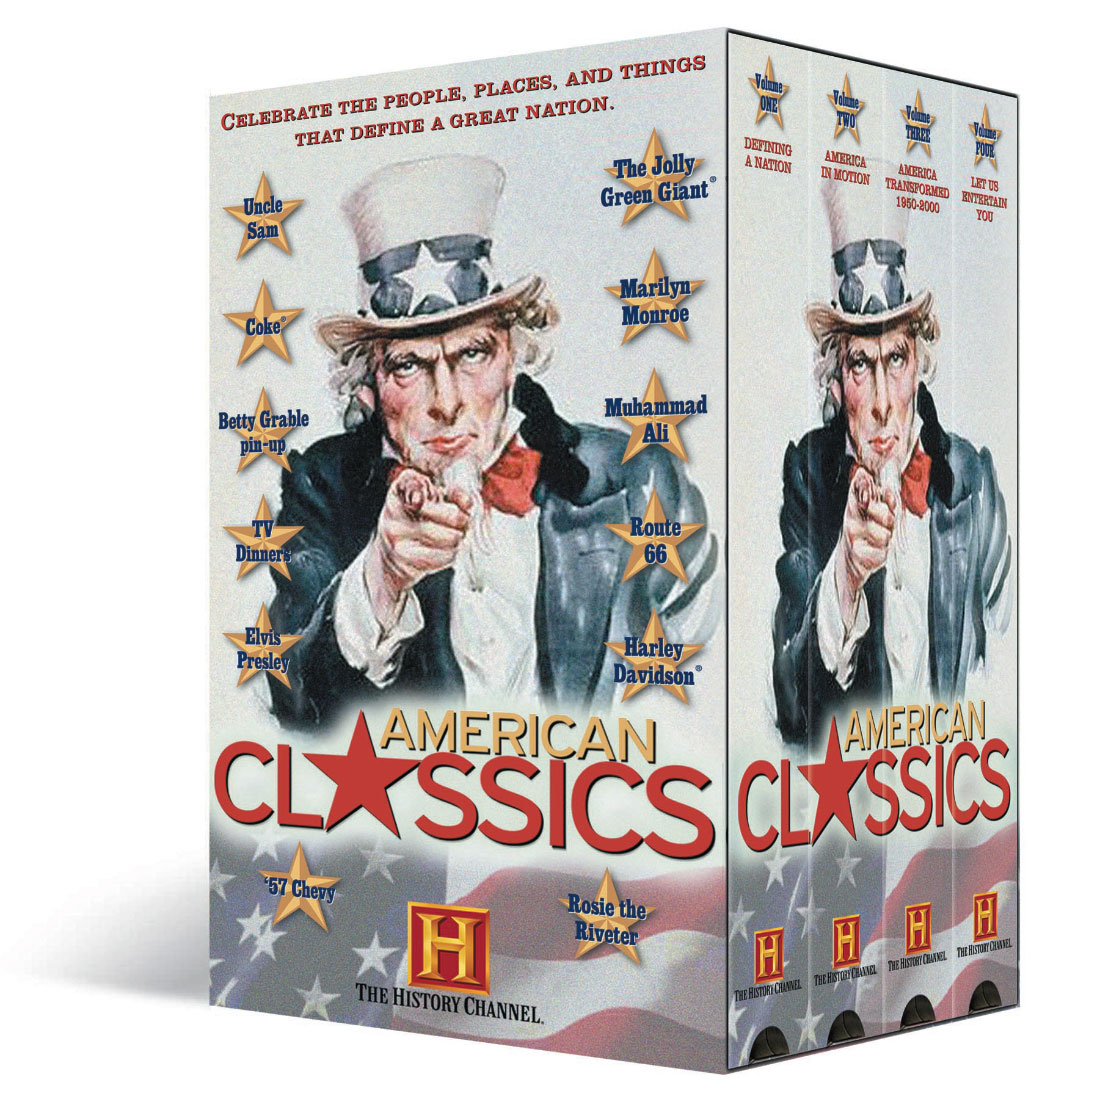 CELEBRATE THE PEOPLE, PLACES, AND THINGS
THAT DEFINE A GREAT NATION.
Uncle
Sam
Coke®
Betty Grable
pin-up
TV
Dinners
Elvis
Presley
The Jolly
Green Giant®
Marilyn
Monroe
Muhammad
Ali
Route
66
Harley
Davidson®
AMERICAN
CLASSICS
'57 Chevy
Rosie the
Riveter
H
THE HISTORY CHANNEL.
Volume
ONE
DEFINING
A NATION
Volume
TWO
AMERICA
IN MOTION
Volume
THREE
AMERICA
TRANSFORMED
1950-2000
Volume
FOUR
LET US
ENTERTAIN
YOU
AMERICAN
CLASSICS
H
THE HISTORY CHANNEL.
H
THE HISTORY CHANNEL.
H
THE HISTORY CHANNEL.
H
THE HISTORY CHANNEL.